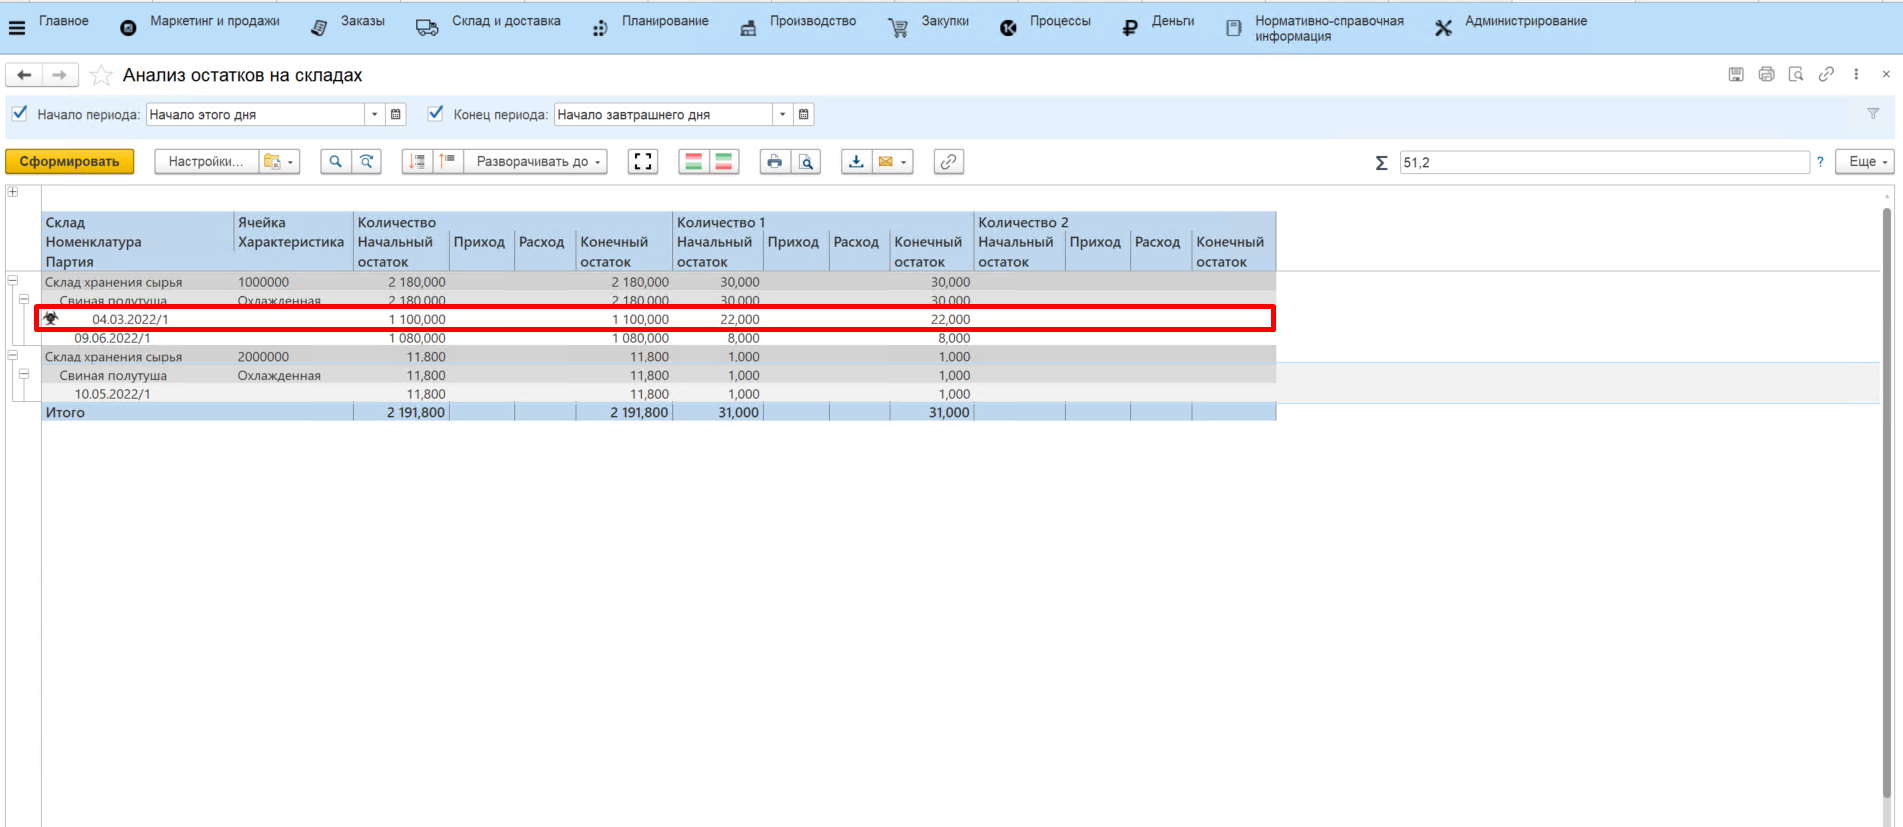 Главное Маркетинг и продажи Заказы Склад и доставка Планирование Производство Закупки Процессы Деньги Нормативно-справочная информация Администрирование
Анализ остатков на складах
Начало периода: Начало этого дня Конец периода: Начало завтрашнего дня
Сформировать Настройки... Разворачивать до Σ 51,2 ? Еще
Склад Ячейка Количество Количество 1 Количество 2
Номенклатура Характеристика Начальный Приход Расход Конечный Начальный Приход Расход Конечный Начальный Приход Расход Конечный
Партия остаток остаток остаток остаток остаток остаток
Склад хранения сырья 1000000 2 180,000 2 180,000 30,000 30,000
Свиная полутуша Охлажденная 2 180,000 2 180,000 30,000 30,000
04.03.2022/1 1 100,000 1 100,000 22,000 22,000
09.06.2022/1 1 080,000 1 080,000 8,000 8,000
Склад хранения сырья 2000000 11,800 11,800 1,000 1,000
Свиная полутуша Охлажденная 11,800 11,800 1,000 1,000
10.05.2022/1 11,800 11,800 1,000 1,000
Итого 2 191,800 2 191,800 31,000 31,000